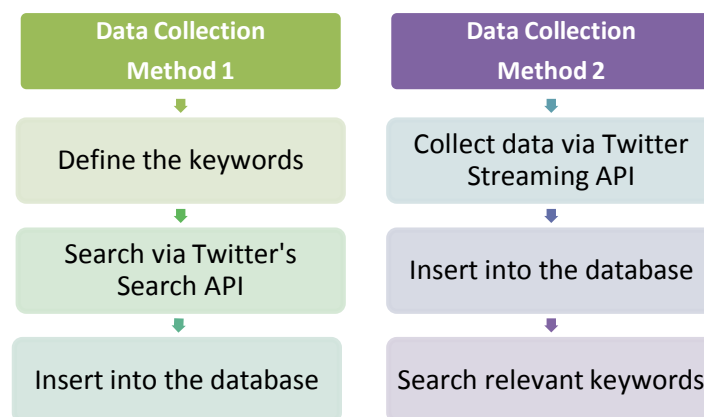 Data Collection
Method 1
Define the keywords
Search via Twitter's
Search API
Insert into the database
Data Collection
Method 2
Collect data via Twitter
Streaming API
Insert into the database
Search relevant keywords